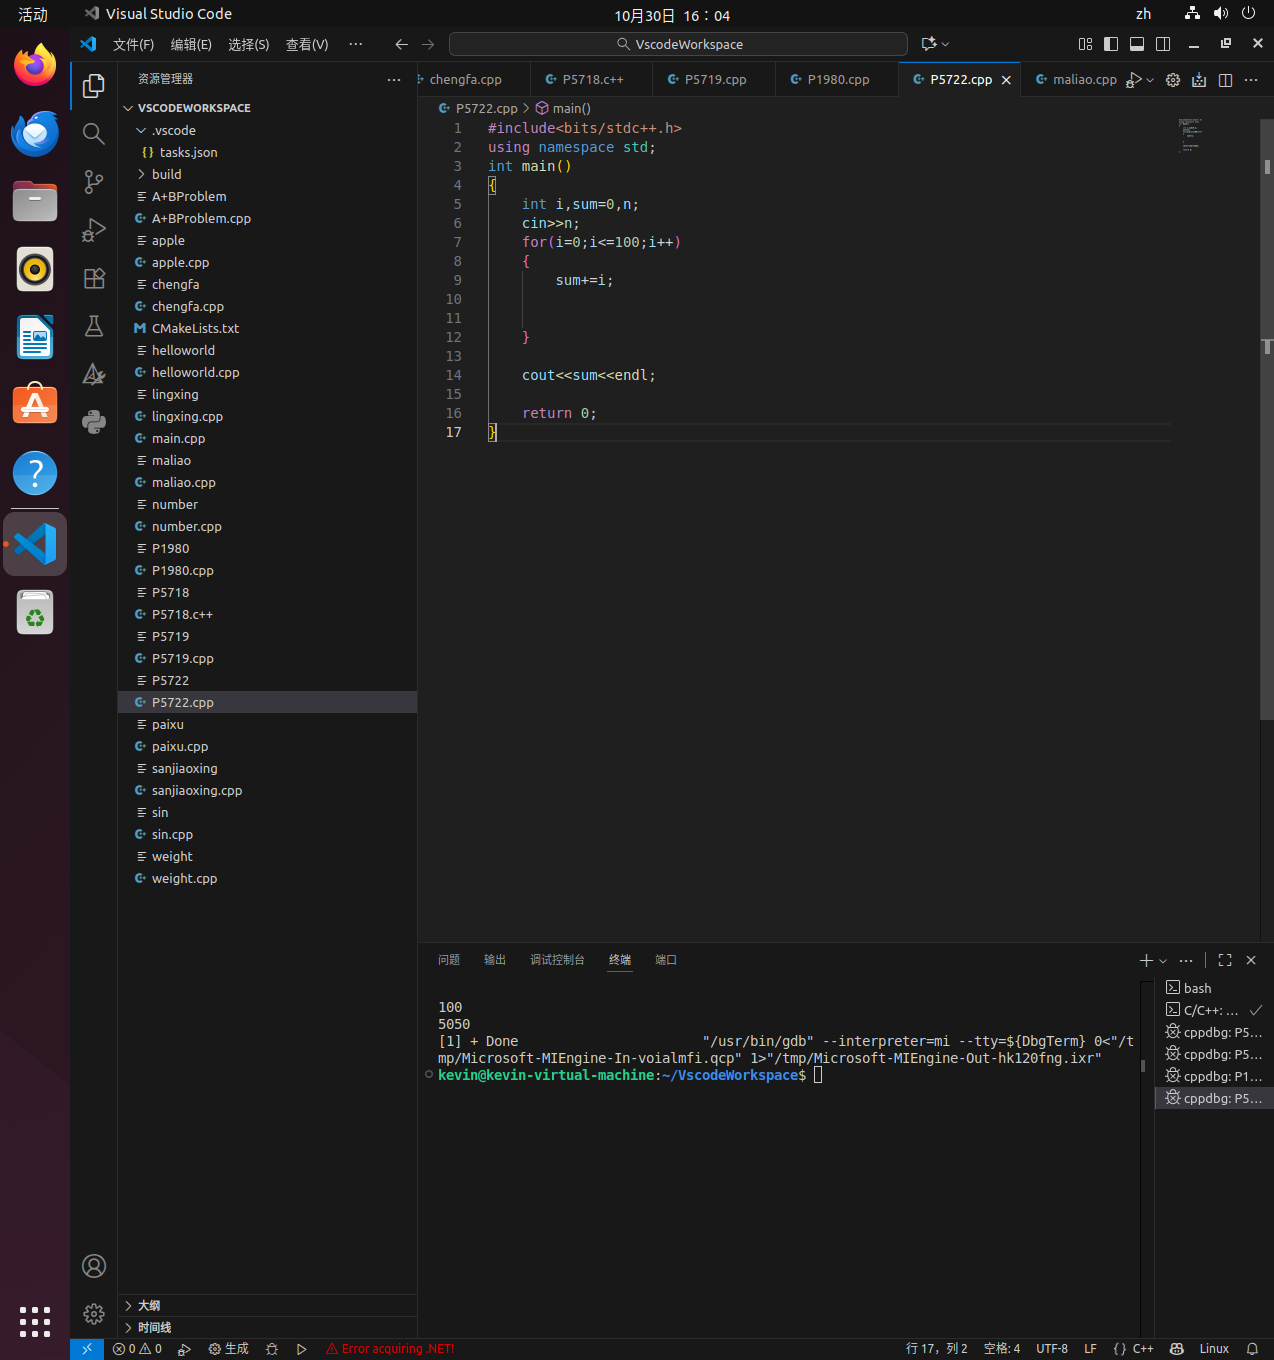 活动
Visual Studio Code
10月30日 16：04
zh
文件(F) 编辑(E) 选择(S) 查看(V) ···
VscodeWorkspace
资源管理器
VSCODEWORKSPACE
.vscode
tasks.json
build
A+BProblem
A+BProblem.cpp
apple
apple.cpp
chengfa
chengfa.cpp
CMakeLists.txt
helloworld
helloworld.cpp
lingxing
lingxing.cpp
main.cpp
maliao
maliao.cpp
number
number.cpp
P1980
P1980.cpp
P5718
P5718.c++
P5719
P5719.cpp
P5722
P5722.cpp
paixu
paixu.cpp
sanjiaoxing
sanjiaoxing.cpp
sin
sin.cpp
weight
weight.cpp
大纲
时间线
chengfa.cpp P5718.c++ P5719.cpp P1980.cpp P5722.cpp maliao.cpp
P5722.cpp > main()
1 #include<bits/stdc++.h>
2 using namespace std;
3 int main()
4 {
5 int i,sum=0,n;
6 cin>>n;
7 for(i=0;i<=100;i++)
8 {
9 sum+=i;
10
11
12 }
13
14 cout<<sum<<endl;
15
16 return 0;
17 }
问题 输出 调试控制台 终端 端口
100
5050
[1] + Done "/usr/bin/gdb" --interpreter=mi --tty=${DbgTerm} 0<"/t
mp/Microsoft-MIEngine-In-voialmfi.qcp" 1>"/tmp/Microsoft-MIEngine-Out-hk120fng.ixr"
kevin@kevin-virtual-machine:~/VscodeWorkspace$
bash
C/C++: ...
cppdbg: P5...
cppdbg: P5...
cppdbg: P1...
cppdbg: P5...
0 0 生成 Error acquiring .NET! 行 17，列 2 空格: 4 UTF-8 LF {} C++ Linux